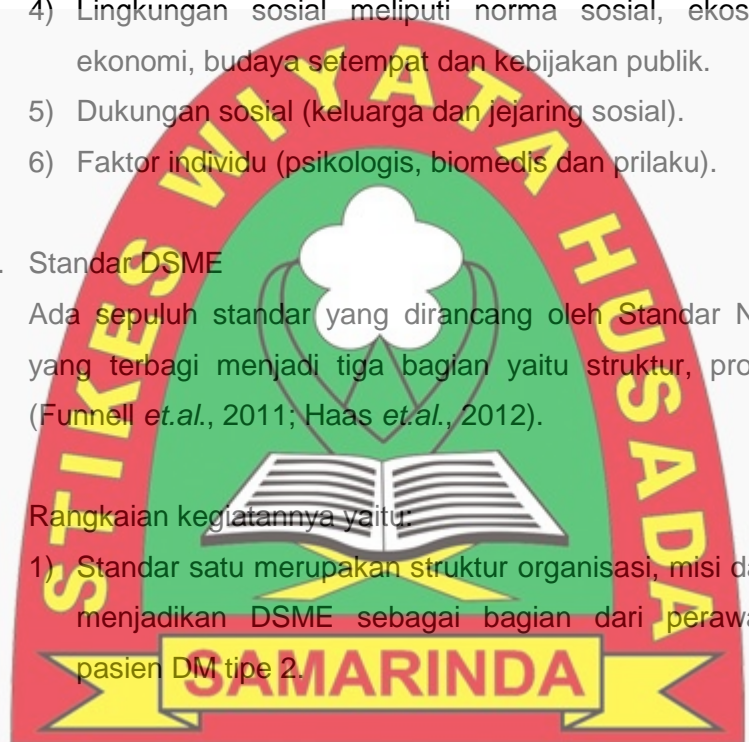 4) Lingkungan sosial meliputi norma sosial, ekos
ekonomi, budaya setempat dan kebijakan publik.
5) Dukungan sosial (keluarga dan jejaring sosial).
6) Faktor individu (psikologis, biomedis dan prilaku).
. Standar DSME
Ada sepuluh standar yang dirancang oleh Standar N
yang terbagi menjadi tiga bagian yaitu struktur, pro
(Funnell et.al., 2011; Haas et.al., 2012).
Rangkaian kegiatannya yaitu:
1) Standar satu merupakan struktur organisasi, misi da
menjadikan DSME sebagai bagian dari perawa
pasien DM tipe 2.
STIKES WIYATA HUSADA
SAMARINDA